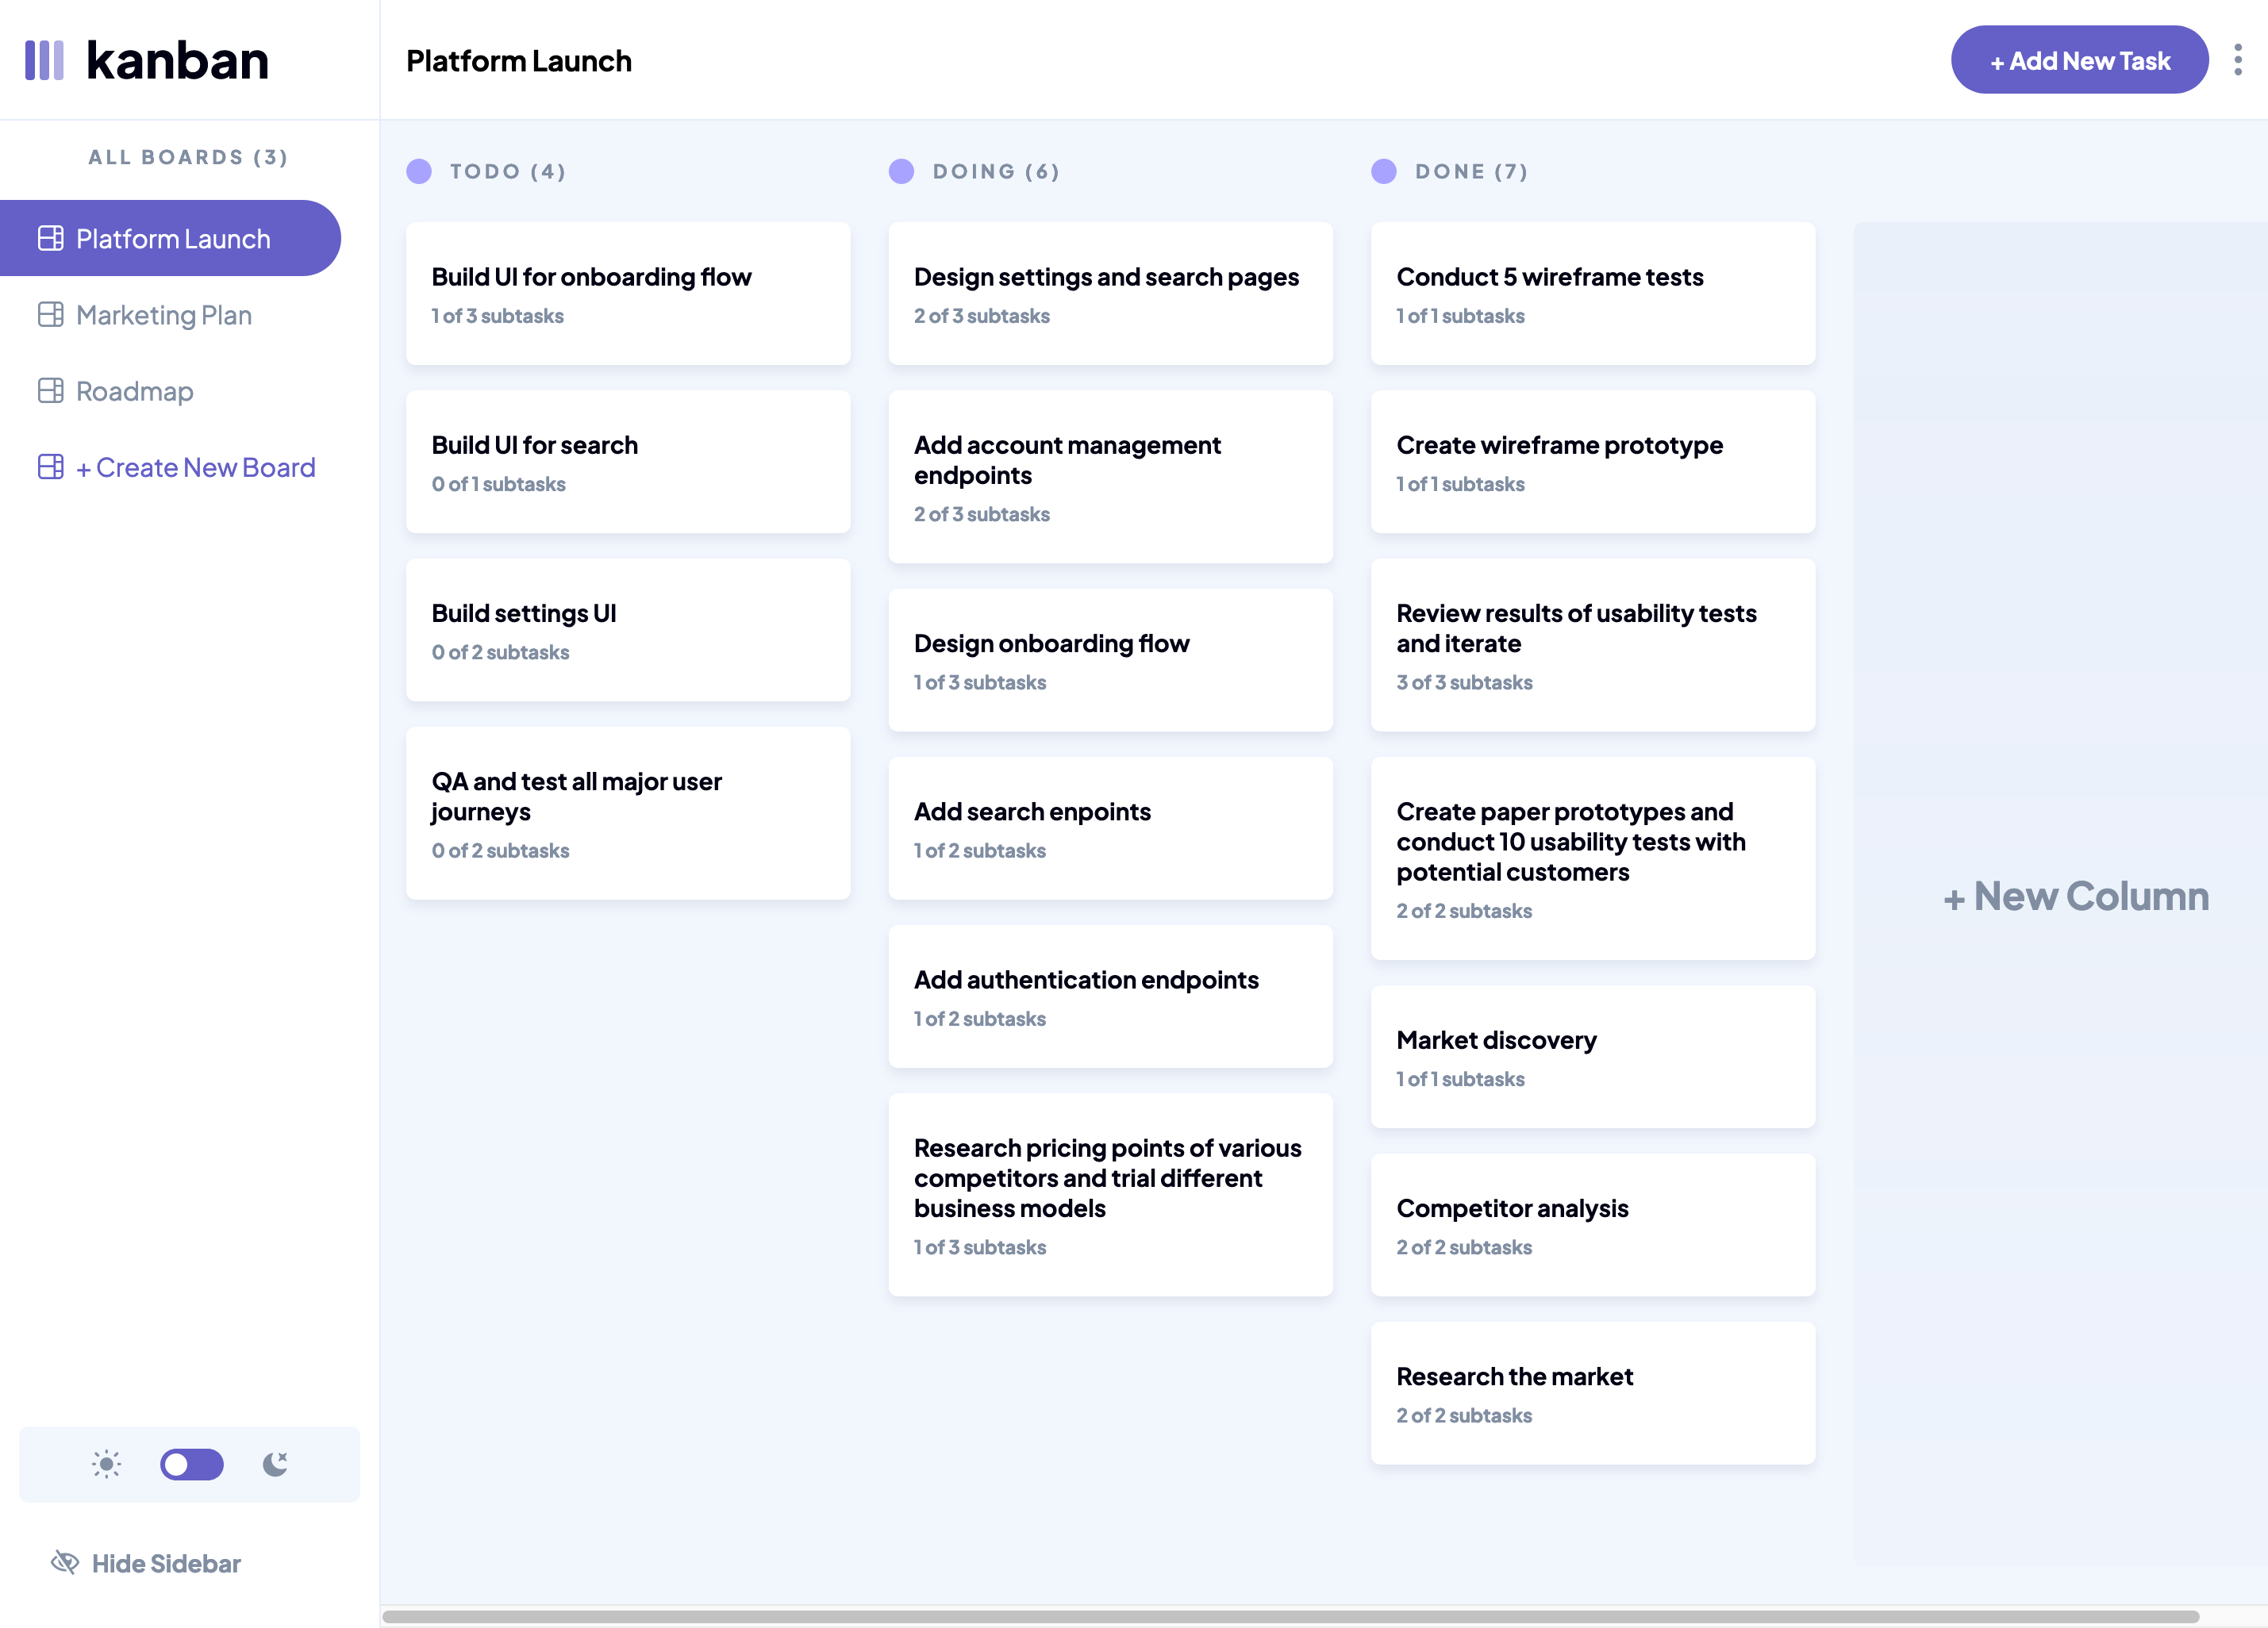 kanban
Platform Launch
+ Add New Task
ALL BOARDS (3)
Platform Launch
Marketing Plan
Roadmap
+ Create New Board
Hide Sidebar
TODO (4)
Build UI for onboarding flow
1 of 3 subtasks
Build UI for search
0 of 1 subtasks
Build settings UI
0 of 2 subtasks
QA and test all major user
journeys
0 of 2 subtasks
DOING (6)
Design settings and search pages
2 of 3 subtasks
Add account management
endpoints
2 of 3 subtasks
Design onboarding flow
1 of 3 subtasks
Add search enpoints
1 of 2 subtasks
Add authentication endpoints
1 of 2 subtasks
Research pricing points of various
competitors and trial different
business models
1 of 3 subtasks
DONE (7)
Conduct 5 wireframe tests
1 of 1 subtasks
Create wireframe prototype
1 of 1 subtasks
Review results of usability tests
and iterate
3 of 3 subtasks
Create paper prototypes and
conduct 10 usability tests with
potential customers
2 of 2 subtasks
Market discovery
1 of 1 subtasks
Competitor analysis
2 of 2 subtasks
Research the market
2 of 2 subtasks
+ New Column